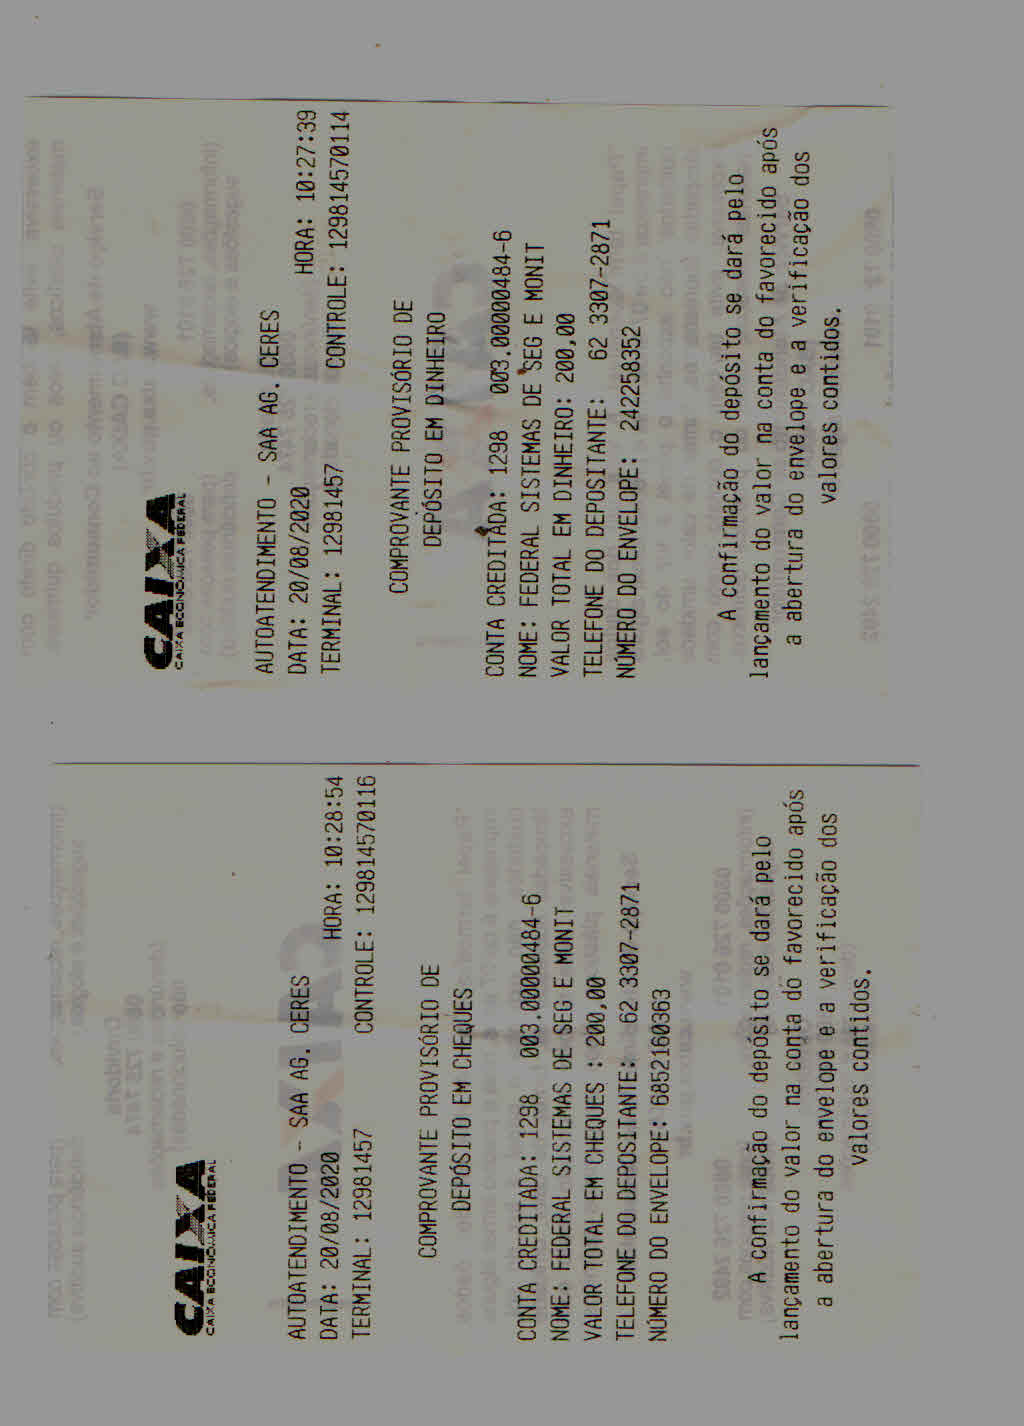 CAIXA
CAIXA ECONÔMICA FEDERAL
AUTOATENDIMENTO - SAA AG. CERES
DATA: 20/08/2020 HORA: 10:28:54
TERMINAL: 12981457 CONTROLE: 129814570116
COMPROVANTE PROVISÓRIO DE
DEPÓSITO EM CHEQUES
CONTA CREDITADA: 1298 003.00000484-6
NOME: FEDERAL SISTEMAS DE SEG E MONIT
VALOR TOTAL EM CHEQUES : 200,00
TELEFONE DO DEPOSITANTE: 62 3307-2871
NÚMERO DO ENVELOPE: 6852160363
A confirmação do depósito se dará pelo
lançamento do valor na conta do favorecido após
a abertura do envelope e a verificação dos
valores contidos.
CAIXA
CAIXA ECONÔMICA FEDERAL
AUTOATENDIMENTO - SAA AG. CERES
DATA: 20/08/2020 HORA: 10:27:39
TERMINAL: 12981457 CONTROLE: 129814570114
COMPROVANTE PROVISÓRIO DE
DEPÓSITO EM DINHEIRO
CONTA CREDITADA: 1298 003.00000484-6
NOME: FEDERAL SISTEMAS DE SEG E MONIT
VALOR TOTAL EM DINHEIRO: 200,00
TELEFONE DO DEPOSITANTE: 62 3307-2871
NÚMERO DO ENVELOPE: 242258352
A confirmação do depósito se dará pelo
lançamento do valor na conta do favorecido após
a abertura do envelope e a verificação dos
valores contidos.